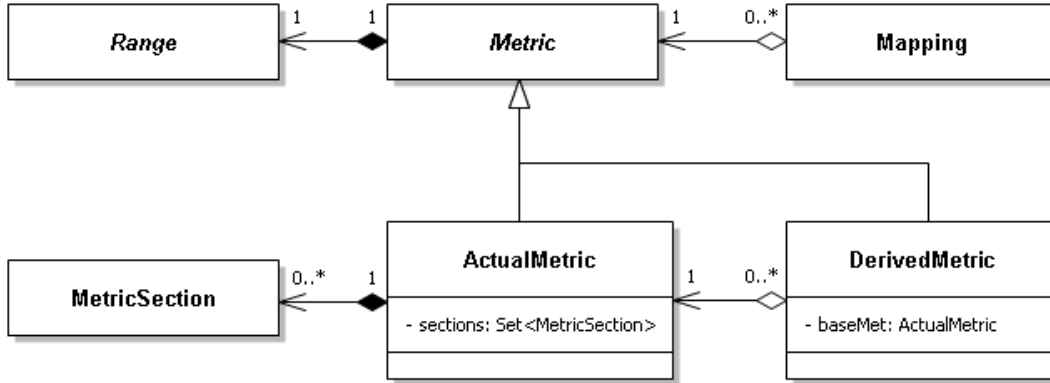 1 1 1 0..*
Range Metric Mapping
ActualMetric DerivedMetric
0..* 1 1 0..*
MetricSection
- sections: Set<MetricSection> - baseMet: ActualMetric